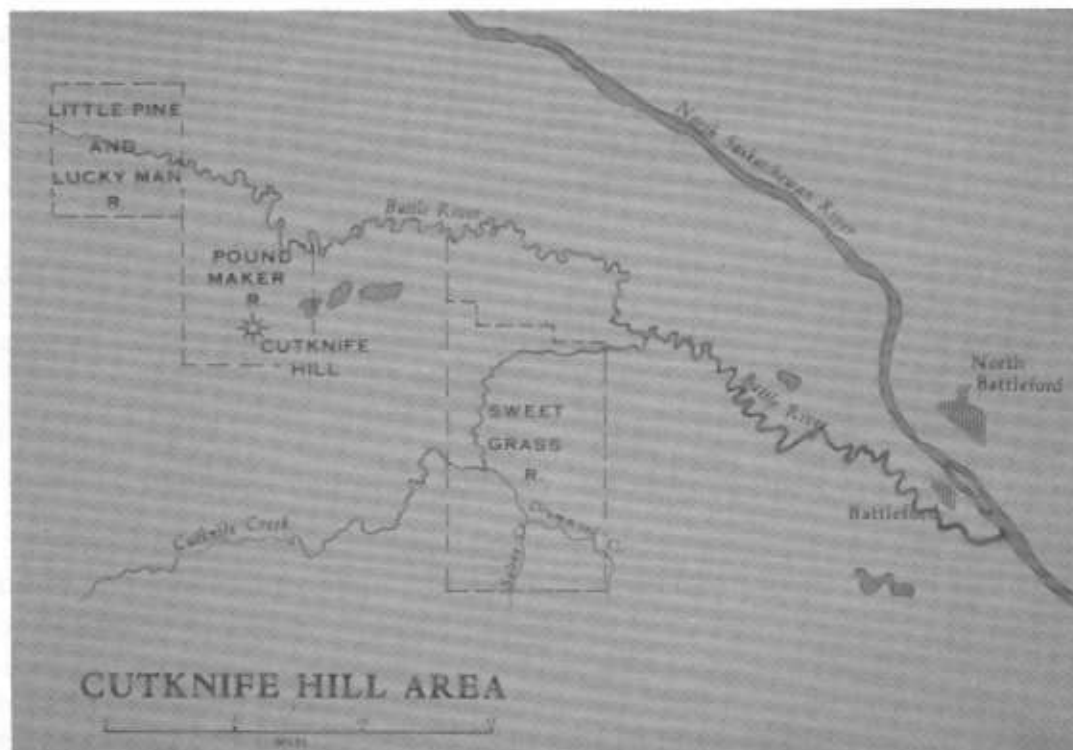 LITTLE PINE
AND
LUCKY MAN
R.
North Saskatchewan River
Battle River
POUND
MAKER
R.
CUTKNIFE
HILL
North
Battleford
Battle River
SWEET
GRASS
R.
Cutknife Creek
Drummond C.
Battleford
CUTKNIFE HILL AREA